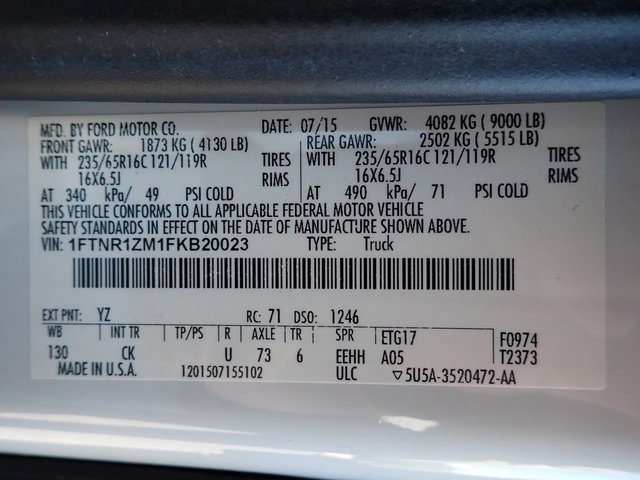 MFD. BY FORD MOTOR CO. DATE: 07/15 GVWR: 4082 KG ( 9000 LB)
FRONT GAWR: 1873 KG ( 4130 LB) REAR GAWR: 2502 KG ( 5515 LB)
WITH 235/65R16C 121/119R TIRES WITH 235/65R16C 121/119R TIRES
16X6.5J RIMS 16X6.5J RIMS
AT 340 kPa/ 49 PSI COLD AT 490 kPa/ 71 PSI COLD
THIS VEHICLE CONFORMS TO ALL APPLICABLE FEDERAL MOTOR VEHICLE
SAFETY STANDARDS IN EFFECT ON THE DATE OF MANUFACTURE SHOWN ABOVE.
VIN: 1FTNR1ZM1FKB20023 TYPE: Truck
EXT PNT: YZ RC: 71 DSO: 1246
WB INT TR TP/PS R AXLE TR SPR ETG17 F0974
130 CK U 73 6 EEHH A05 T2373
MADE IN U.S.A. 1201507155102 ULC ▽5U5A-3520472-AA